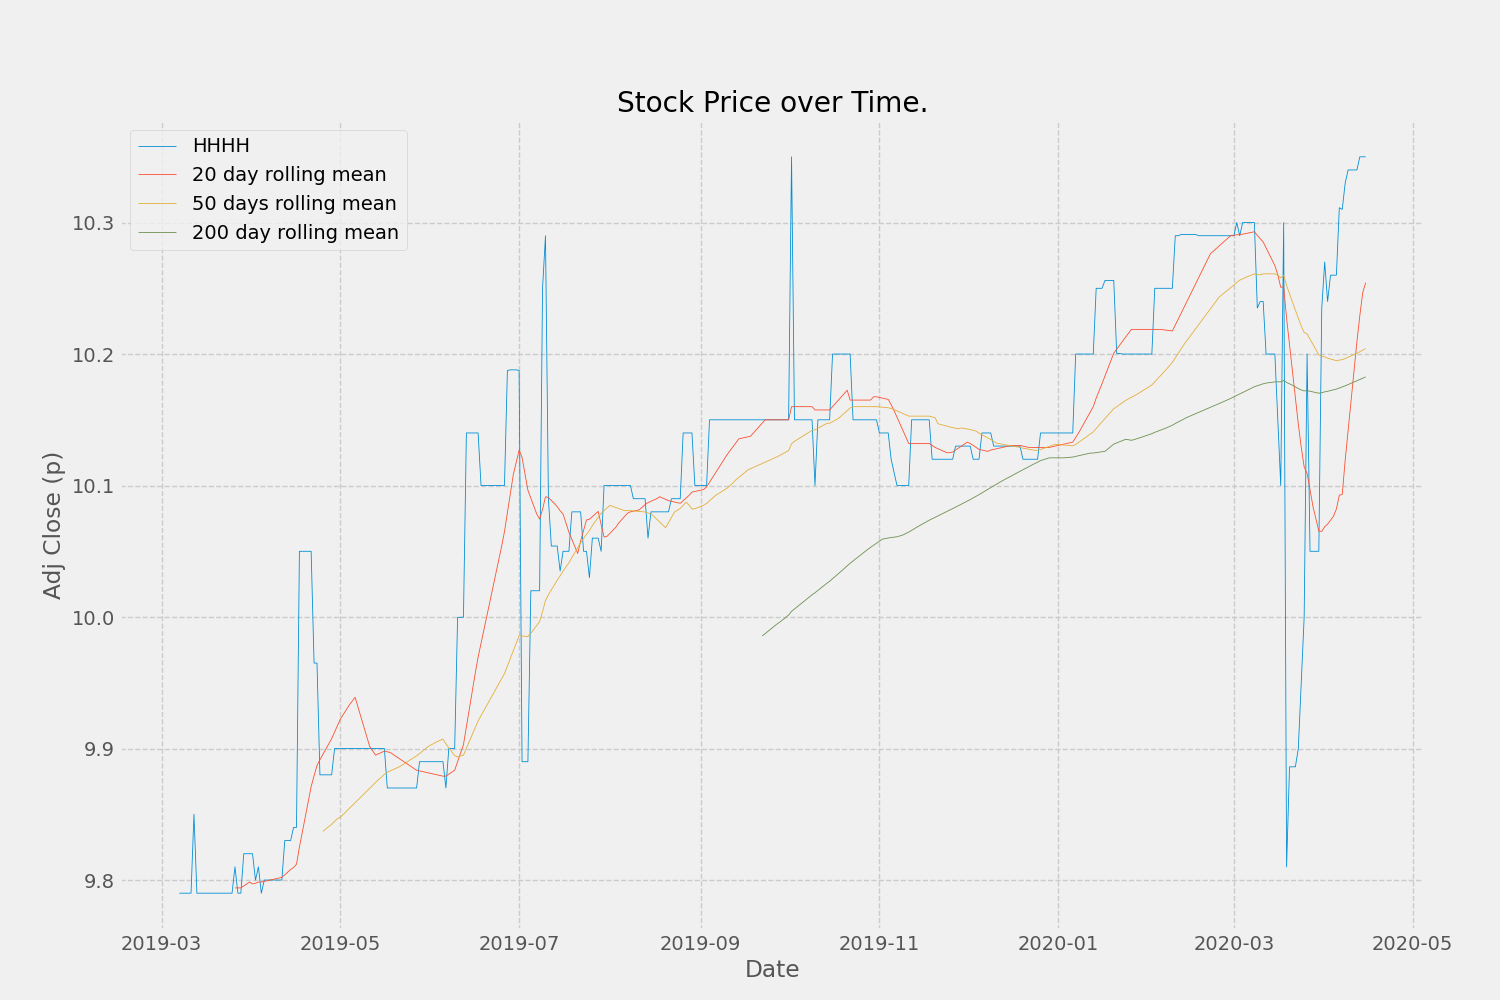 Stock Price over Time.
HHHH
20 day rolling mean
50 days rolling mean
200 day rolling mean
Adj Close (p)
10.3
10.2
10.1
10.0
9.9
9.8
2019-03 2019-05 2019-07 2019-09 2019-11 2020-01 2020-03 2020-05
Date